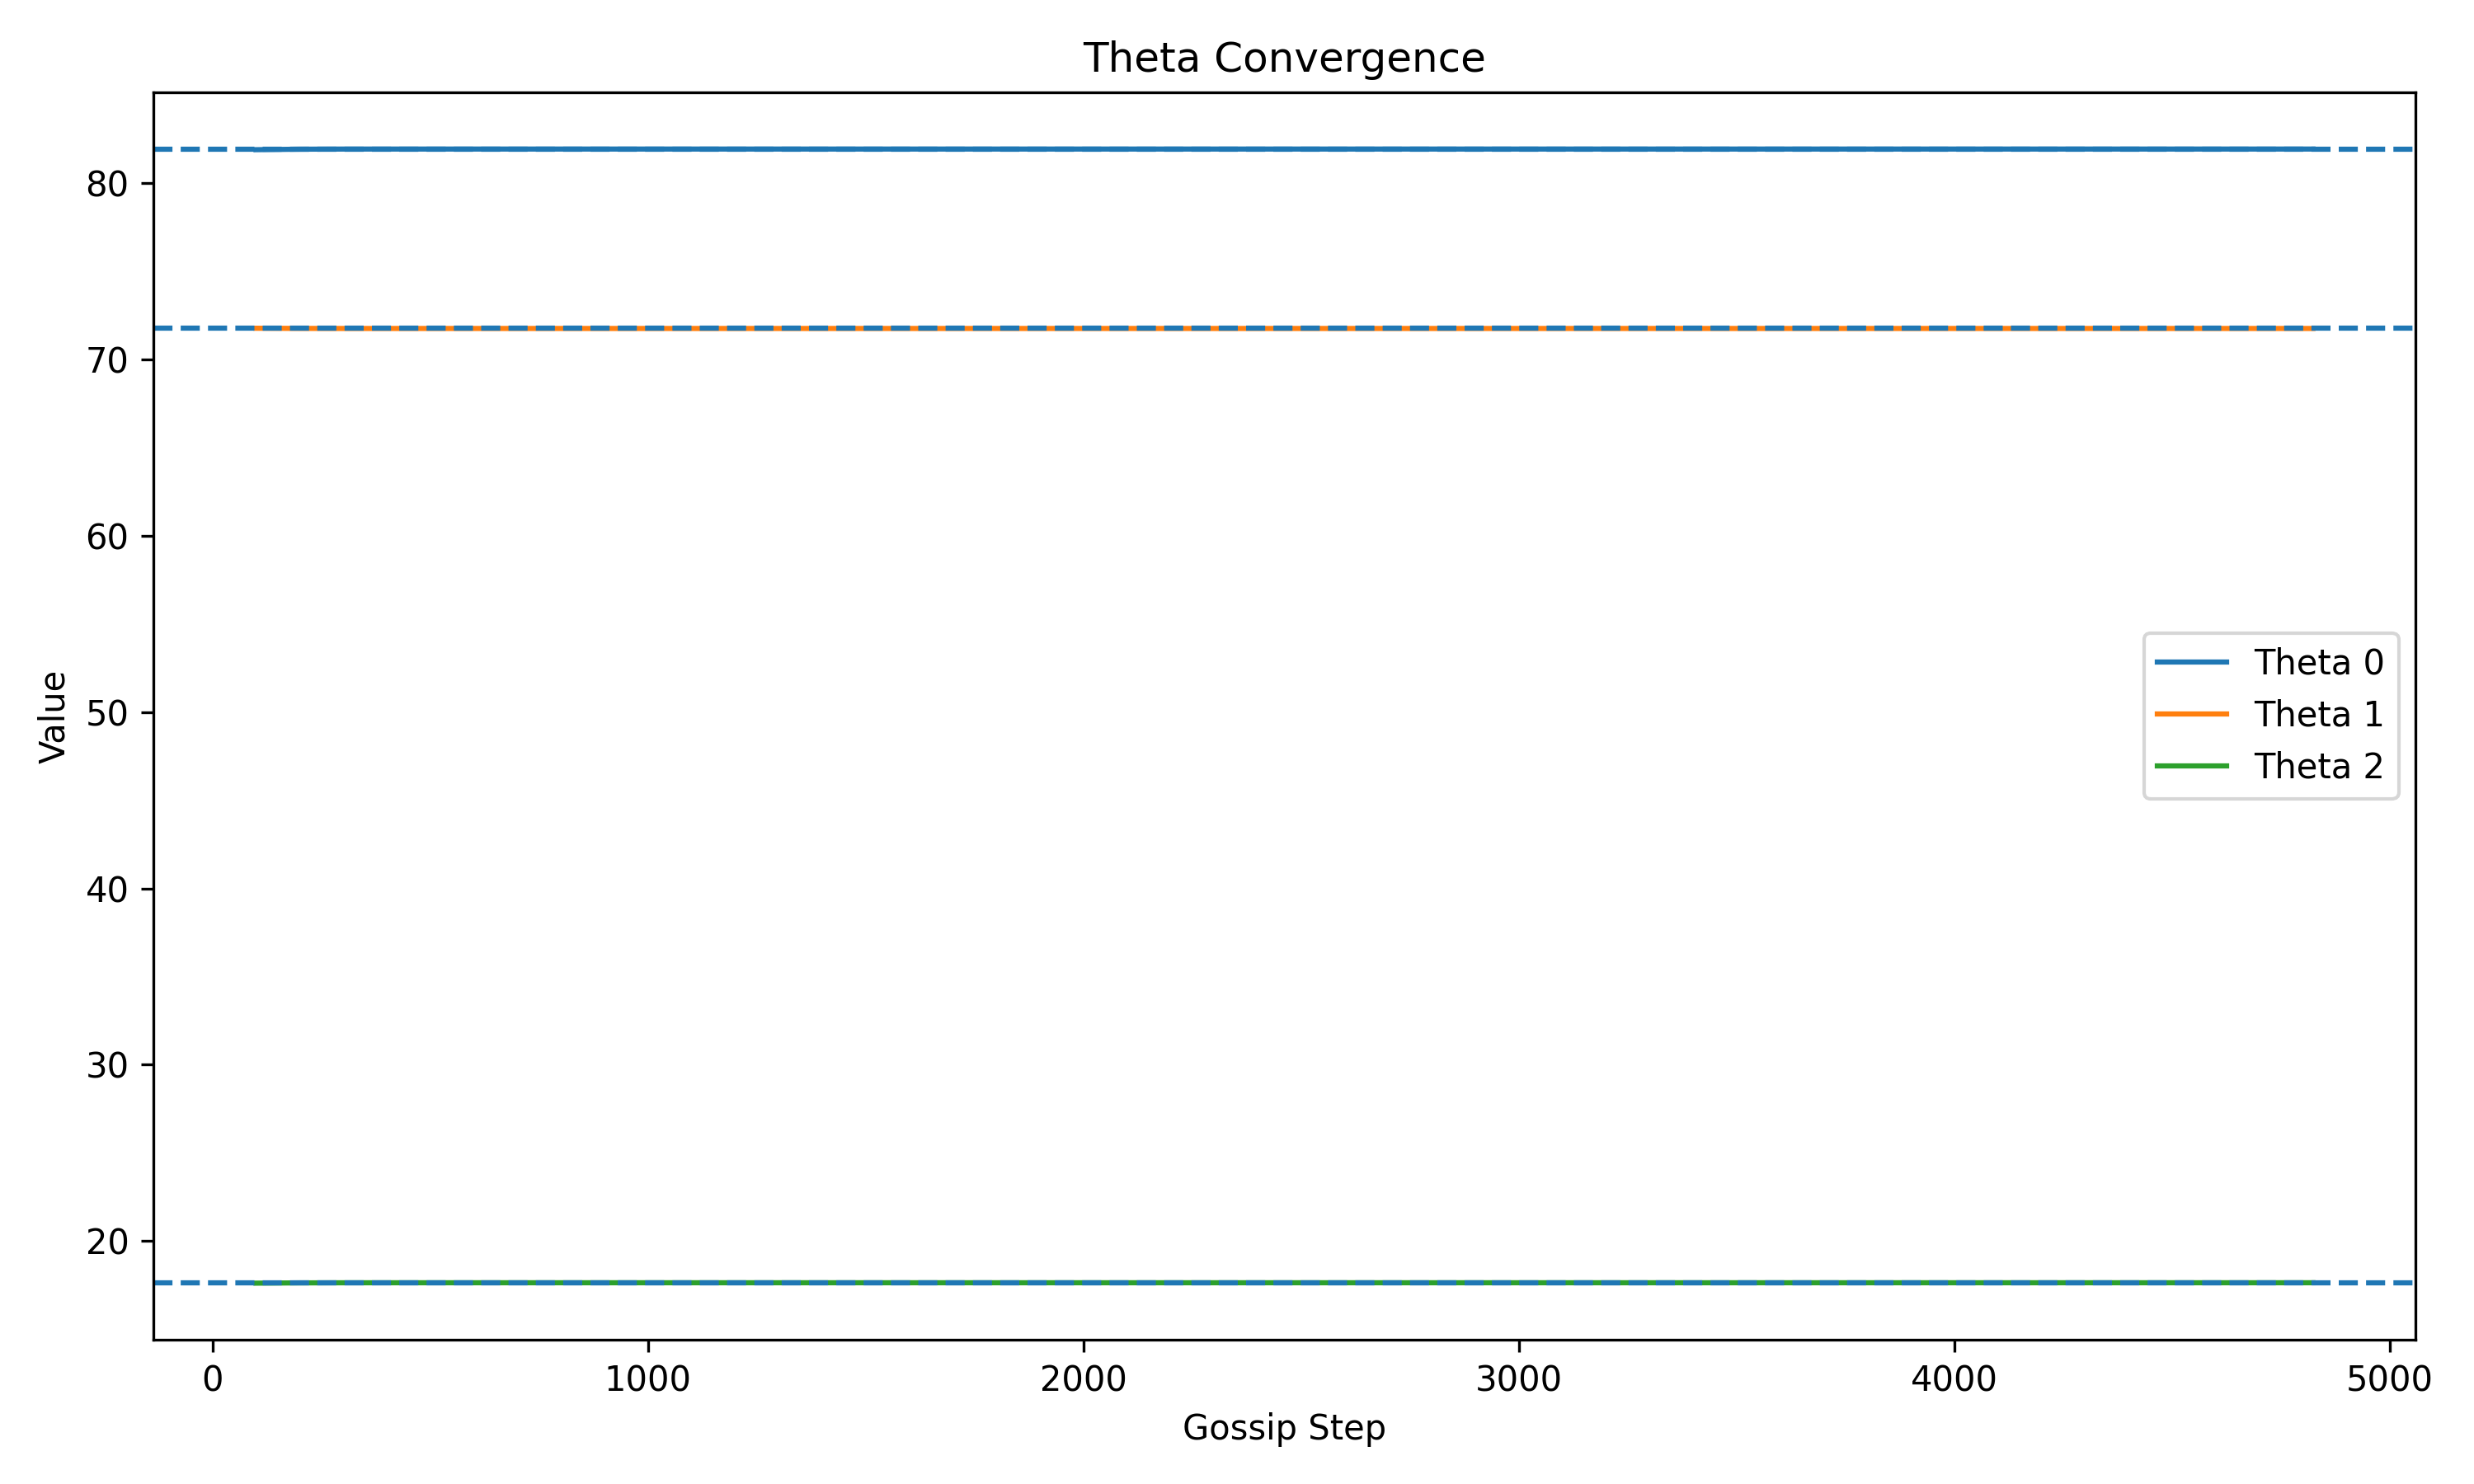 Theta Convergence
80
70
60
50
40
30
20
Value
Theta 0
Theta 1
Theta 2
0 1000 2000 3000 4000 5000
Gossip Step